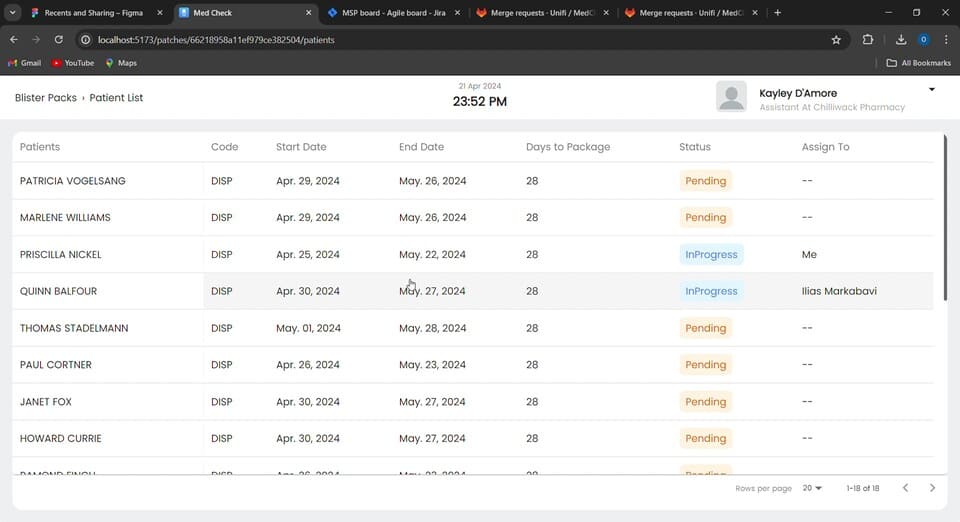 Recents and Sharing – Figma
Med Check
MSP board - Agile board - Jira
Merge requests · Unifi / MedC
Merge requests · Unifi / MedC
localhost:5173/patches/66218958a11ef979ce382504/patients
O
Gmail YouTube Maps All Bookmarks
Blister Packs › Patient List
21 Apr 2024
23:52 PM
Kayley D'Amore
Assistant At Chilliwack Pharmacy
Patients Code Start Date End Date Days to Package Status Assign To
PATRICIA VOGELSANG DISP Apr. 29, 2024 May. 26, 2024 28 Pending --
MARLENE WILLIAMS DISP Apr. 29, 2024 May. 26, 2024 28 Pending --
PRISCILLA NICKEL DISP Apr. 25, 2024 May. 22, 2024 28 InProgress Me
QUINN BALFOUR DISP Apr. 30, 2024 May. 27, 2024 28 InProgress Ilias Markabavi
THOMAS STADELMANN DISP May. 01, 2024 May. 28, 2024 28 Pending --
PAUL CORTNER DISP Apr. 26, 2024 May. 23, 2024 28 Pending --
JANET FOX DISP Apr. 30, 2024 May. 27, 2024 28 Pending --
HOWARD CURRIE DISP Apr. 30, 2024 May. 27, 2024 28 Pending --
DISP Apr. 26, 2024 May. 23, 2024 28 Pending
Rows per page 20 1-18 of 18